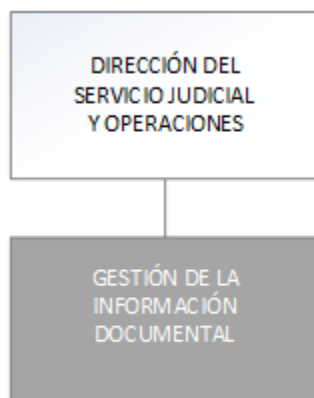 DIRECCIÓN DEL
SERVICIO JUDICIAL
Y OPERACIONES
GESTIÓN DE LA
INFORMACIÓN
DOCUMENTAL